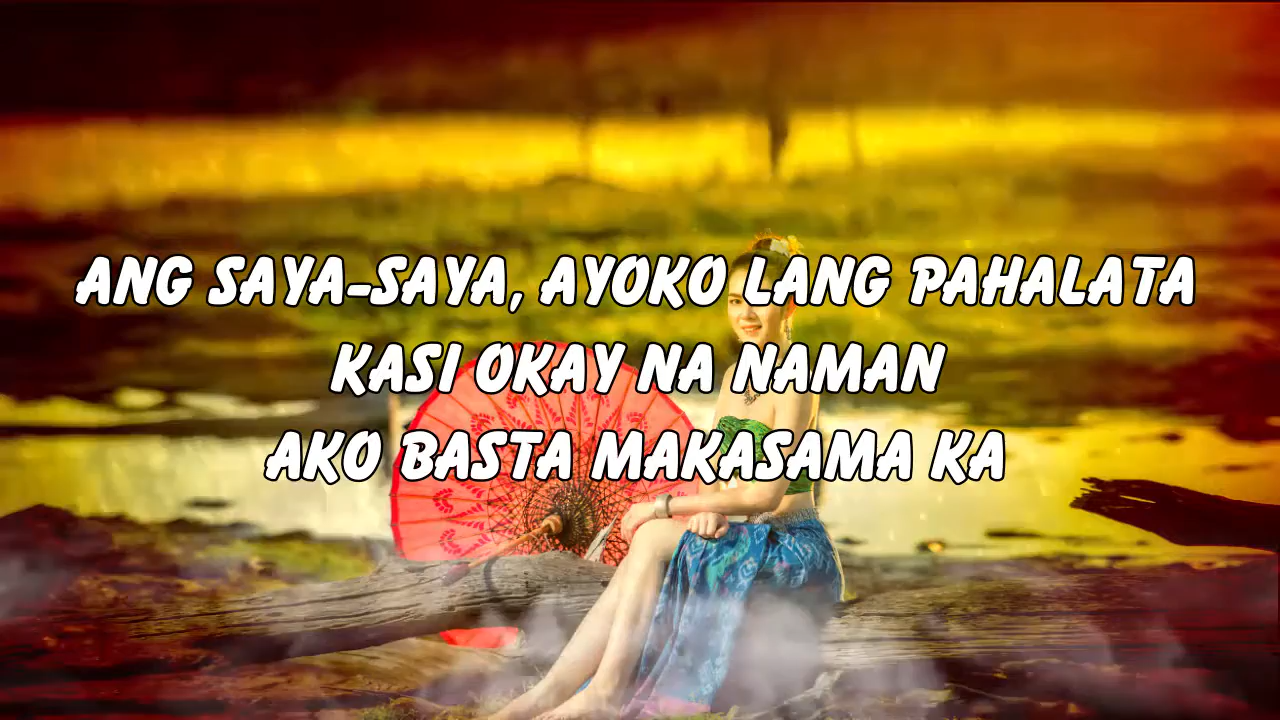 ANG SAYA-SAYA, AYOKO LANG PAHALATA
KASI OKAY NA NAMAN
AKO BASTA MAKASAMA KA